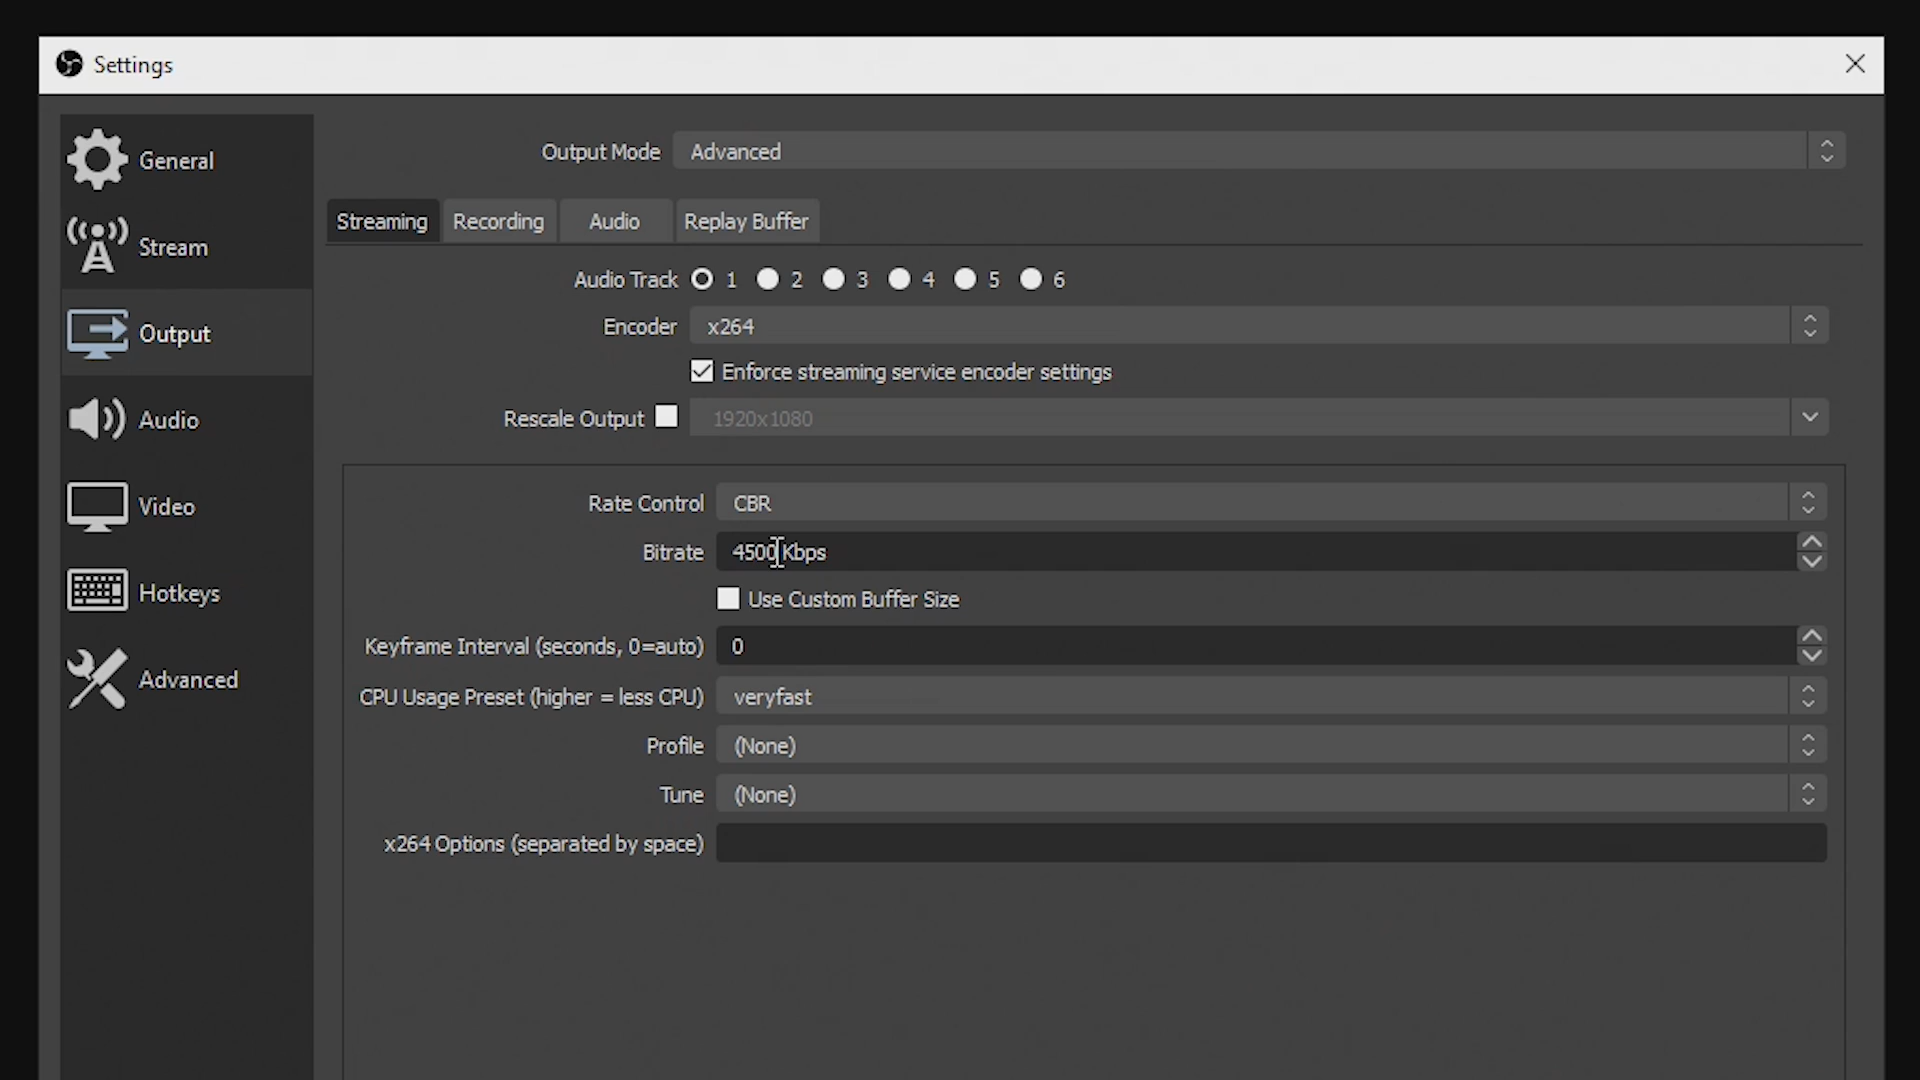 Settings
General
Stream
Output
Audio
Video
Hotkeys
Advanced
Output Mode Advanced
Streaming Recording Audio Replay Buffer
Audio Track 1 2 3 4 5 6
Encoder x264
Enforce streaming service encoder settings
Rescale Output 1920x1080
Rate Control CBR
Bitrate 4500 Kbps
Use Custom Buffer Size
Keyframe Interval (seconds, 0=auto) 0
CPU Usage Preset (higher = less CPU) veryfast
Profile (None)
Tune (None)
x264 Options (separated by space)